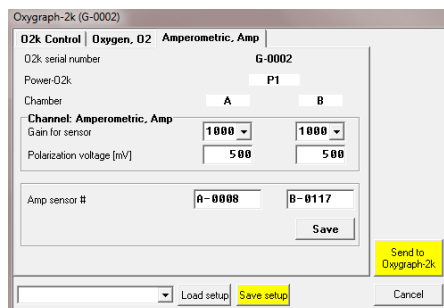 Oxygraph-2k (G-0002)
O2k Control Oxygen, O2 Amperometric, Amp
O2k serial number G-0002
Power-O2k P1
Chamber A B
Channel: Amperometric, Amp
Gain for sensor 1000 1000
Polarization voltage [mV] 500 500
Amp sensor # A-0008 B-0117
Save
Send to
Oxygraph-2k
Load setup Save setup Cancel